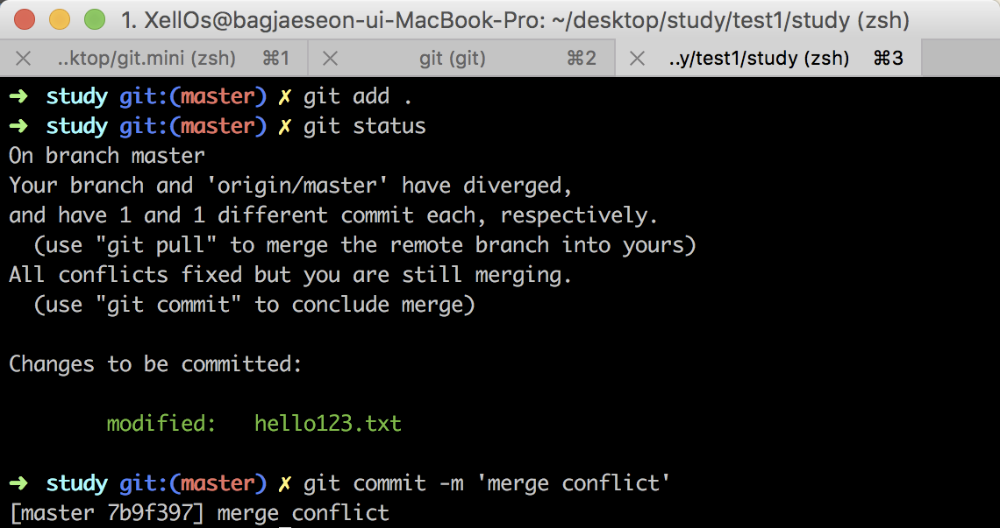 1. XellOs@bagjaeseon-ui-MacBook-Pro: ~/desktop/study/test1/study (zsh)
..ktop/git.mini (zsh) ⌘1 git (git) ⌘2 ..y/test1/study (zsh) ⌘3
➜ study git:(master) ✗ git add .
➜ study git:(master) ✗ git status
On branch master
Your branch and 'origin/master' have diverged,
and have 1 and 1 different commit each, respectively.
(use "git pull" to merge the remote branch into yours)
All conflicts fixed but you are still merging.
(use "git commit" to conclude merge)
Changes to be committed:
modified: hello123.txt
➜ study git:(master) ✗ git commit -m 'merge conflict'
[master 7b9f397] merge conflict